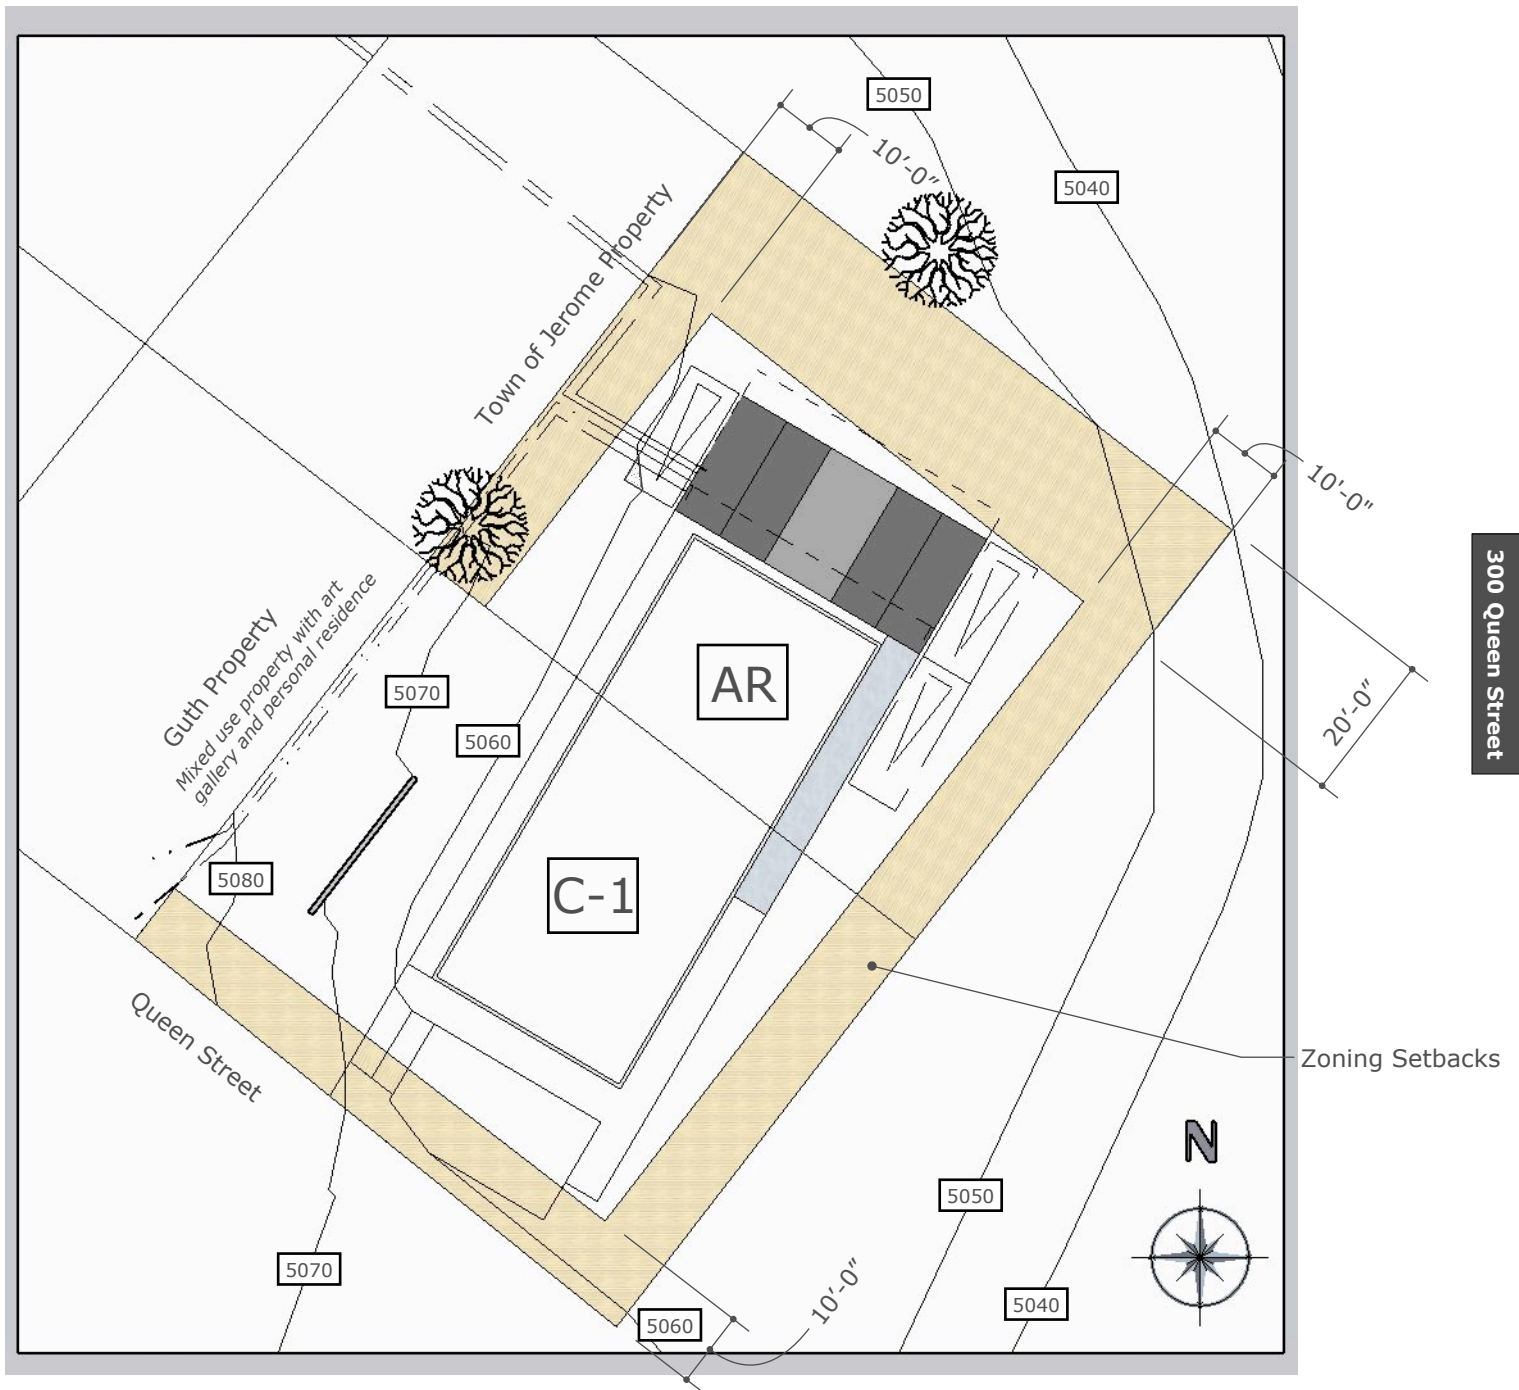 5050
10′-0″
5040
Town of Jerome Property
10′-0″
300 Queen Street
Guth Property
Mixed use property with art
gallery and personal residence
5070
5060
AR
20′-0″
5080
C-1
Queen Street
Zoning Setbacks
N
5050
5070
5040
5060
10′-0″